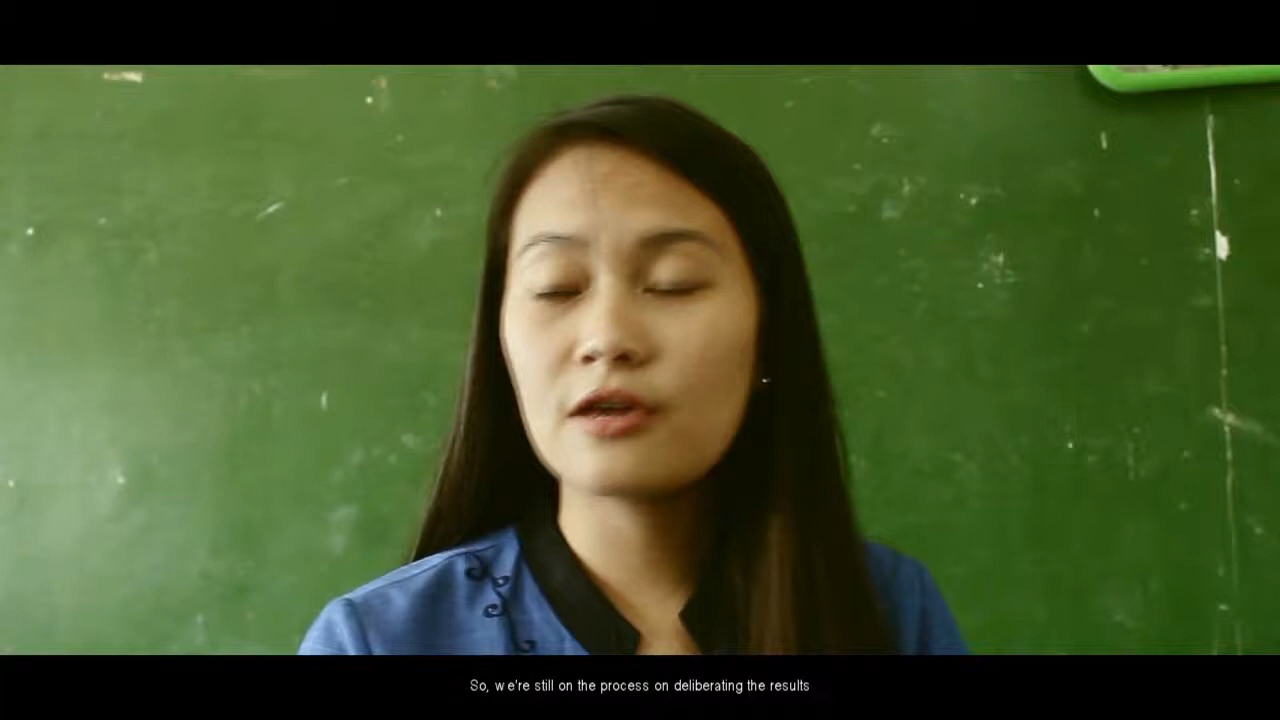 So, we're still on the process on deliberating the results